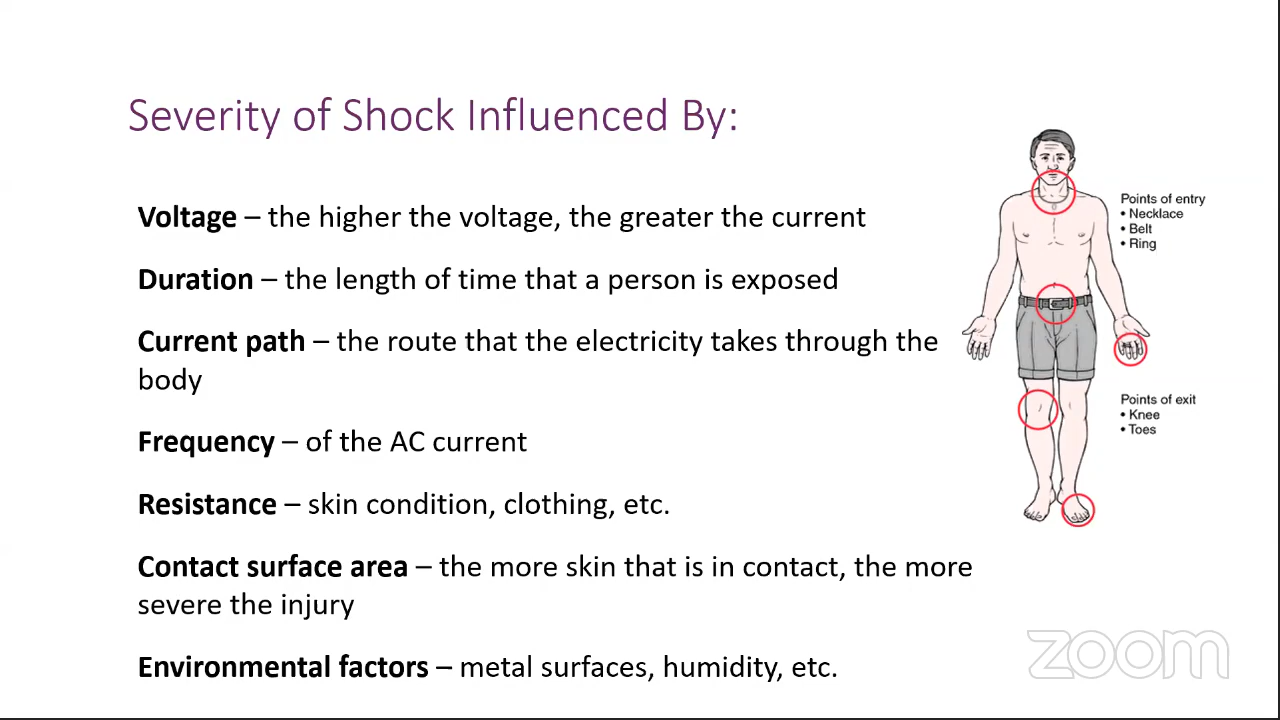 Severity of Shock Influenced By:
Voltage – the higher the voltage, the greater the current
Duration – the length of time that a person is exposed
Current path – the route that the electricity takes through the
body
Frequency – of the AC current
Resistance – skin condition, clothing, etc.
Contact surface area – the more skin that is in contact, the more
severe the injury
Environmental factors – metal surfaces, humidity, etc.
Points of entry
• Necklace
• Belt
• Ring
Points of exit
• Knee
• Toes
zoom